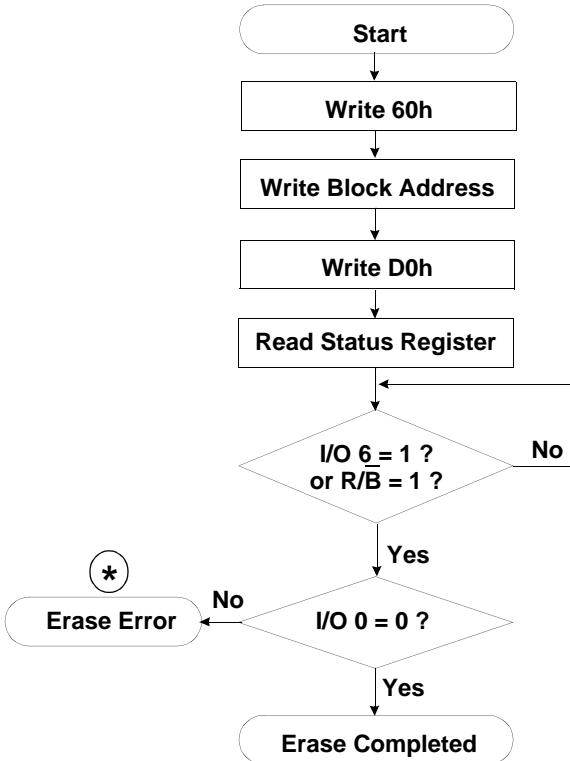 Start
Write 60h
Write Block Address
Write D0h
Read Status Register
I/O 6 = 1 ?
or R/B̅ = 1 ?
No
Yes
*
No
Erase Error
I/O 0 = 0 ?
Yes
Erase Completed